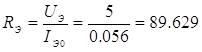 R_Э = U_Э / I_Э0 = 5 / 0.056 = 89.629